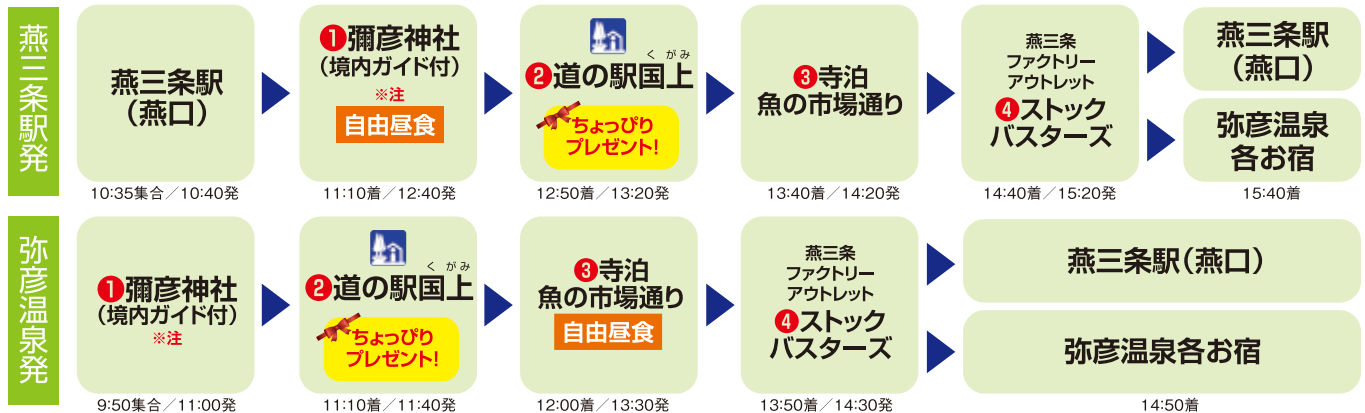 燕三条駅発
燕三条駅
（燕口）
10:35集合／10:40発
❶彌彦神社
（境内ガイド付）
※注
自由昼食
11:10着／12:40発
くがみ
❷道の駅国上
ちょっぴり
プレゼント！
12:50着／13:20発
❸寺泊
魚の市場通り
13:40着／14:20発
燕三条
ファクトリー
アウトレット
❹ストック
バスターズ
14:40着／15:20発
燕三条駅
（燕口）
弥彦温泉
各お宿
15:40着
弥彦温泉発
❶彌彦神社
（境内ガイド付）
※注
9:50集合／11:00発
くがみ
❷道の駅国上
ちょっぴり
プレゼント！
11:10着／11:40発
❸寺泊
魚の市場通り
自由昼食
12:00着／13:30発
燕三条
ファクトリー
アウトレット
❹ストック
バスターズ
13:50着／14:30発
燕三条駅（燕口）
弥彦温泉各お宿
14:50着